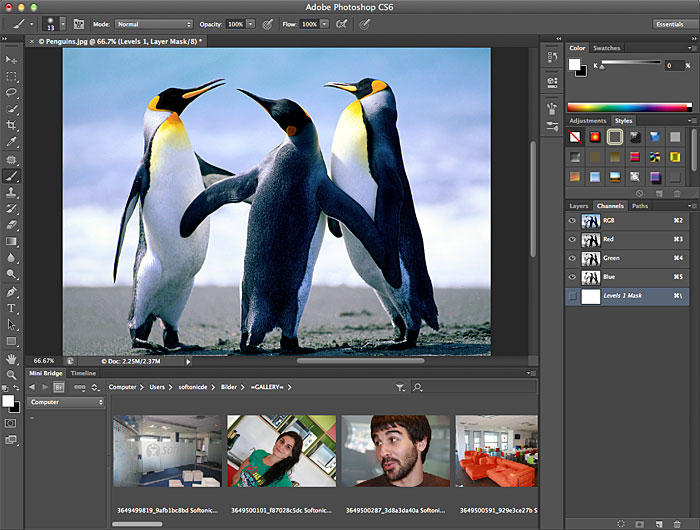 Adobe Photoshop CS6
13
Mode: Normal
Opacity: 100%
Flow: 100%
Essentials
× © Penguins.jpg @ 66.7% (Levels 1, Layer Mask/8) *
Color Swatches
K 0 %
Adjustments Styles
Layers Channels Paths
RGB ⌘2
Red ⌘3
Green ⌘4
Blue ⌘5
Levels 1 Mask ⌘\
66.67% © Doc: 2.25M/2.37M
Mini Bridge Timeline
Br
Computer > Users > softonicde > Bilder > =GALLERY= >
Computer
3649499819_9afb1bc8bd Softonic...
3649500101_f87028c5dc Softonic...
3649500287_3d8a3da40a Softoni...
3649500591_929e3ce27b S